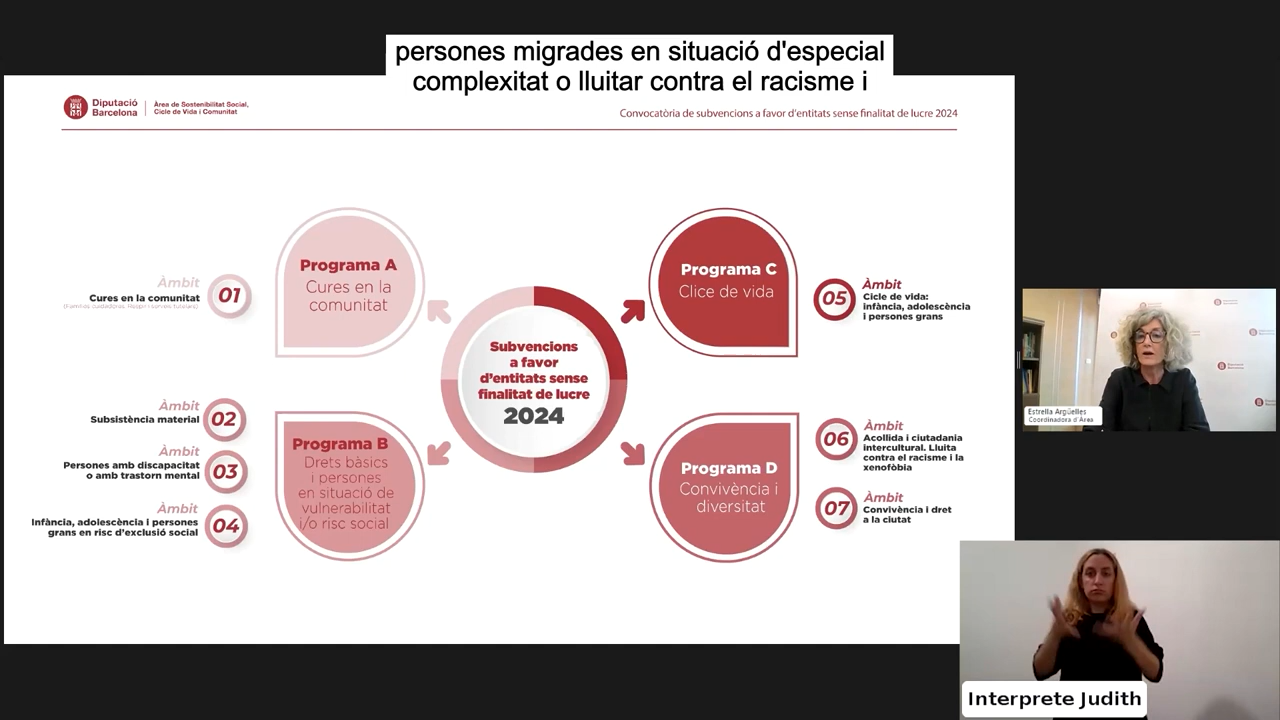 persones migrades en situació d'especial
complexitat o lluitar contra el racisme i
Diputació
Barcelona
Àrea de Sostenibilitat Social,
Cicle de Vida i Comunitat
Convocatòria de subvencions a favor d'entitats sense finalitat de lucre 2024
Àmbit
Cures en la comunitat
01
Programa A
Cures en la
comunitat
Àmbit
Subsistència material
02
Àmbit
Persones amb discapacitat
o amb trastorn mental
03
Àmbit
Infància, adolescència i persones
grans en risc d'exclusió social
04
Programa B
Drets bàsics
i persones
en situació de
vulnerabilitat
i/o risc social
Subvencions
a favor
d'entitats sense
finalitat de lucre
2024
Programa C
Clice de vida
05
Àmbit
Cicle de vida:
infància, adolescència
i persones grans
Programa D
Convivència i
diversitat
06
Àmbit
Acollida i ciutadania
intercultural. Lluita
contra el racisme i la
xenofòbia
07
Àmbit
Convivència i dret
a la ciutat
Estrella Argüelles
Coordinadora d'Àrea
Interprete Judith